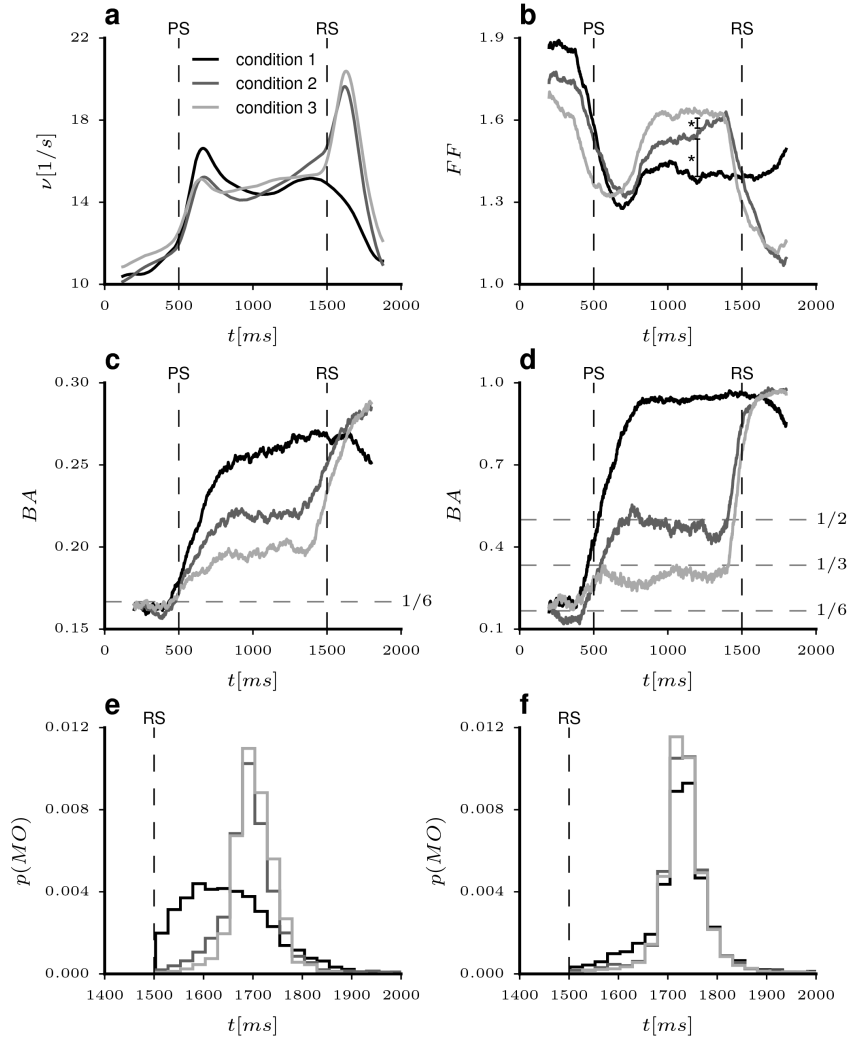 a
PS RS
22
18
14
10
ν[1/s]
condition 1
condition 2
condition 3
0 500 1000 1500 2000
t[ms]
b
PS RS
1.9
1.6
1.3
1.0
FF
*
*
0 500 1000 1500 2000
t[ms]
c
PS RS
0.30
0.25
0.20
0.15
BA
1/6
0 500 1000 1500 2000
t[ms]
d
PS RS
1.0
0.7
0.4
0.1
BA
1/2
1/3
1/6
0 500 1000 1500 2000
t[ms]
e
RS
0.012
0.008
0.004
0.000
p(MO)
1400 1500 1600 1700 1800 1900 2000
t[ms]
f
RS
0.012
0.008
0.004
0.000
p(MO)
1400 1500 1600 1700 1800 1900 2000
t[ms]